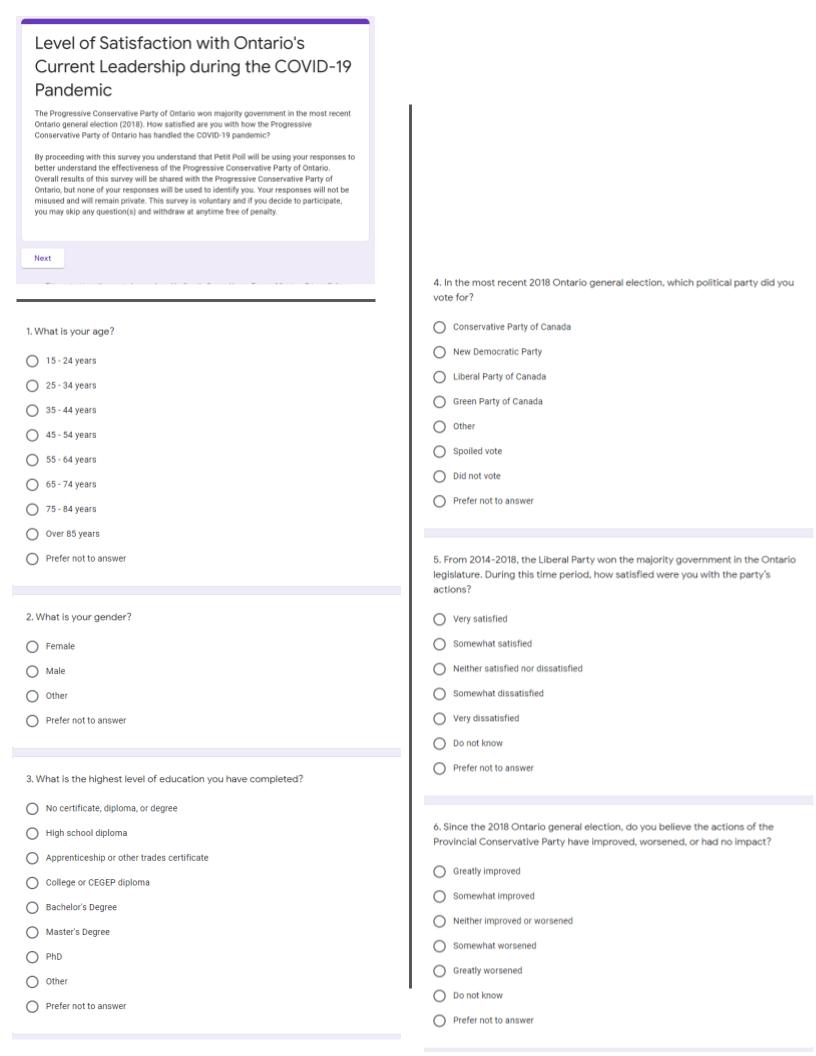 Level of Satisfaction with Ontario's
Current Leadership during the COVID-19
Pandemic
The Progressive Conservative Party of Ontario won majority government in the most recent
Ontario general election (2018). How satisfied are you with how the Progressive
Conservative Party of Ontario has handled the COVID-19 pandemic?
By proceeding with this survey you understand that Petit Poll will be using your responses to
better understand the effectiveness of the Progressive Conservative Party of Ontario.
Overall results of this survey will be shared with the Progressive Conservative Party of
Ontario, but none of your responses will be used to identify you. Your responses will not be
misused and will remain private. This survey is voluntary and if you decide to participate,
you may skip any question(s) and withdraw at anytime free of penalty.
Next
1. What is your age?
15 - 24 years
25 - 34 years
35 - 44 years
45 - 54 years
55 - 64 years
65 - 74 years
75 - 84 years
Over 85 years
Prefer not to answer
2. What is your gender?
Female
Male
Other
Prefer not to answer
3. What is the highest level of education you have completed?
No certificate, diploma, or degree
High school diploma
Apprenticeship or other trades certificate
College or CEGEP diploma
Bachelor's Degree
Master's Degree
PhD
Other
Prefer not to answer
4. In the most recent 2018 Ontario general election, which political party did you
vote for?
Conservative Party of Canada
New Democratic Party
Liberal Party of Canada
Green Party of Canada
Other
Spoiled vote
Did not vote
Prefer not to answer
5. From 2014-2018, the Liberal Party won the majority government in the Ontario
legislature. During this time period, how satisfied were you with the party's
actions?
Very satisfied
Somewhat satisfied
Neither satisfied nor dissatisfied
Somewhat dissatisfied
Very dissatisfied
Do not know
Prefer not to answer
6. Since the 2018 Ontario general election, do you believe the actions of the
Provincial Conservative Party have improved, worsened, or had no impact?
Greatly improved
Somewhat improved
Neither improved or worsened
Somewhat worsened
Greatly worsened
Do not know
Prefer not to answer